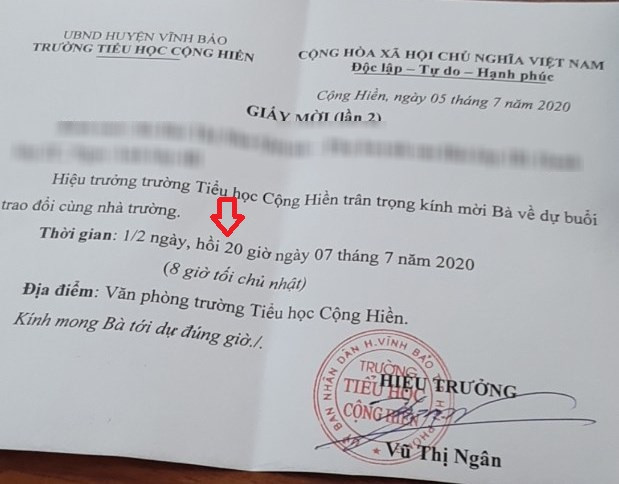 UBND HUYỆN VĨNH BẢO
TRƯỜNG TIỂU HỌC CỘNG HIỀN
CỘNG HÒA XÃ HỘI CHỦ NGHĨA VIỆT NAM
Độc lập – Tự do – Hạnh phúc
Cộng Hiền, ngày 05 tháng 7 năm 2020
GIẤY MỜI (lần 2)
Hiệu trưởng trường Tiểu học Cộng Hiền trân trọng kính mời Bà về dự buổi
trao đổi cùng nhà trường.
Thời gian: 1/2 ngày, hồi 20 giờ ngày 07 tháng 7 năm 2020
(8 giờ tối chủ nhật)
Địa điểm: Văn phòng trường Tiểu học Cộng Hiền.
Kính mong Bà tới dự đúng giờ./.
HIỆU TRƯỞNG
TRƯỜNG
TIỂU HỌC
CỘNG HIỀN
Vũ Thị Ngân